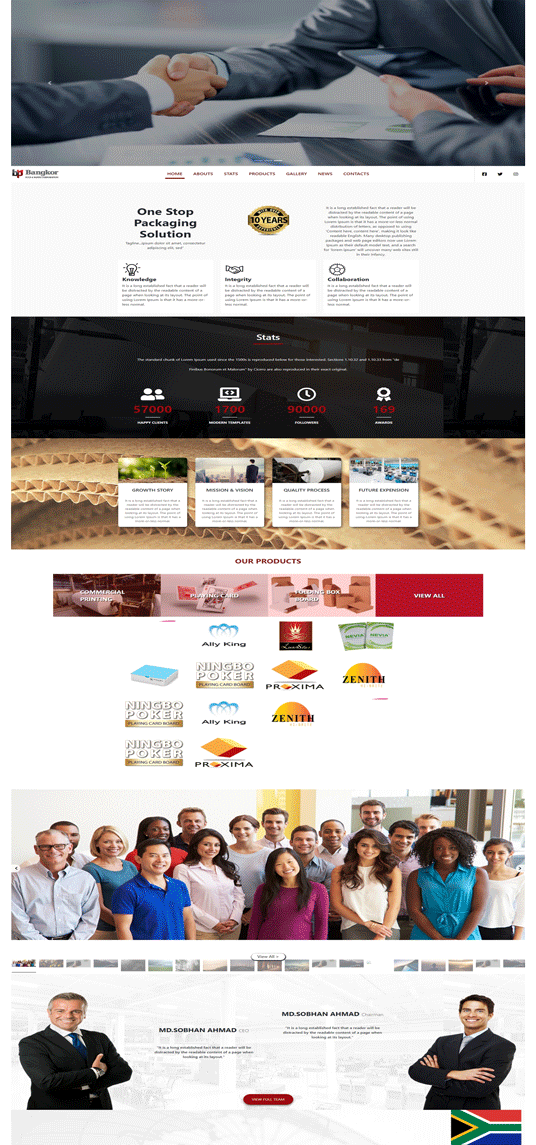 Bangkor
HOME ABOUTS STATS PRODUCTS GALLERY NEWS CONTACTS
One Stop
Packaging
Solution
Tagline, ipsum dolor sit amet, consectetur
adipiscing elit, sed"
10 YEARS
It is a long established fact that a reader will be
distracted by the readable content of a page
when looking at its layout. The point of using
Lorem Ipsum is that it has a more-or-less normal
distribution of letters, as opposed to using
'Content here, content here', making it look like
readable English. Many desktop publishing
packages and web page editors now use Lorem
Ipsum as their default model text, and a search
for 'lorem ipsum' will uncover many web sites still
in their infancy.
Knowledge
It is a long established fact that a
reader will be distracted by the
readable content of a page when
looking at its layout. The point of
using Lorem Ipsum is that it has a
more-or-less normal
Integrity
It is a long established fact that a
reader will be distracted by the
readable content of a page when
looking at its layout. The point of
using Lorem Ipsum is that it has a
more-or-less normal
Collaboration
It is a long established fact that a
reader will be distracted by the
readable content of a page when
looking at its layout. The point of
using Lorem Ipsum is that it has a
more-or-less normal
Stats
The standard chunk of Lorem Ipsum used since the 1500s is reproduced below for those interested. Sections 1.10.32 and 1.10.33 from "de
Finibus Bonorum et Malorum" by Cicero are also reproduced in their exact original
57000 1700 90000 169
HAPPY CLIENTS MODERN TEMPLATES FOLLOWERS AWARDS
GROWTH STORY
It is a long established fact that a
reader will be distracted by the
readable content of a page when
looking at its layout. The point of
using Lorem Ipsum is that it has a
more-or-less normal
MISSION & VISION
It is a long established fact that a
reader will be distracted by the
readable content of a page when
looking at its layout. The point of
using Lorem Ipsum is that it has a
more-or-less normal
QUALITY PROCESS
It is a long established fact that a
reader will be distracted by the
readable content of a page when
looking at its layout. The point of
using Lorem Ipsum is that it has a
more-or-less normal
FUTURE EXPENSION
It is a long established fact that a
reader will be distracted by the
readable content of a page when
looking at its layout. The point of
using Lorem Ipsum is that it has a
more-or-less normal
OUR PRODUCTS
COMMERCIAL
PRINTING
PLAYING CARD
FOLDING BOX
BOARD
VIEW ALL
Ally King
NEVIA NEVIA
NINGBO
POKER
PLAYING CARD BOARD
PROXIMA
ZENITH
NINGBO
POKER
PLAYING CARD BOARD
Ally King
ZENITH
NINGBO
POKER
PLAYING CARD BOARD
PROXIMA
View All >
MD.SOBHAN AHMAD CEO
"It is a long established fact that a reader will be
distracted by the readable content of a page when
looking at its layout."
MD.SOBHAN AHMAD Chairman
"It is a long established fact that a reader will be
distracted by the readable content of a page when
looking at its layout."
VIEW FULL TEAM